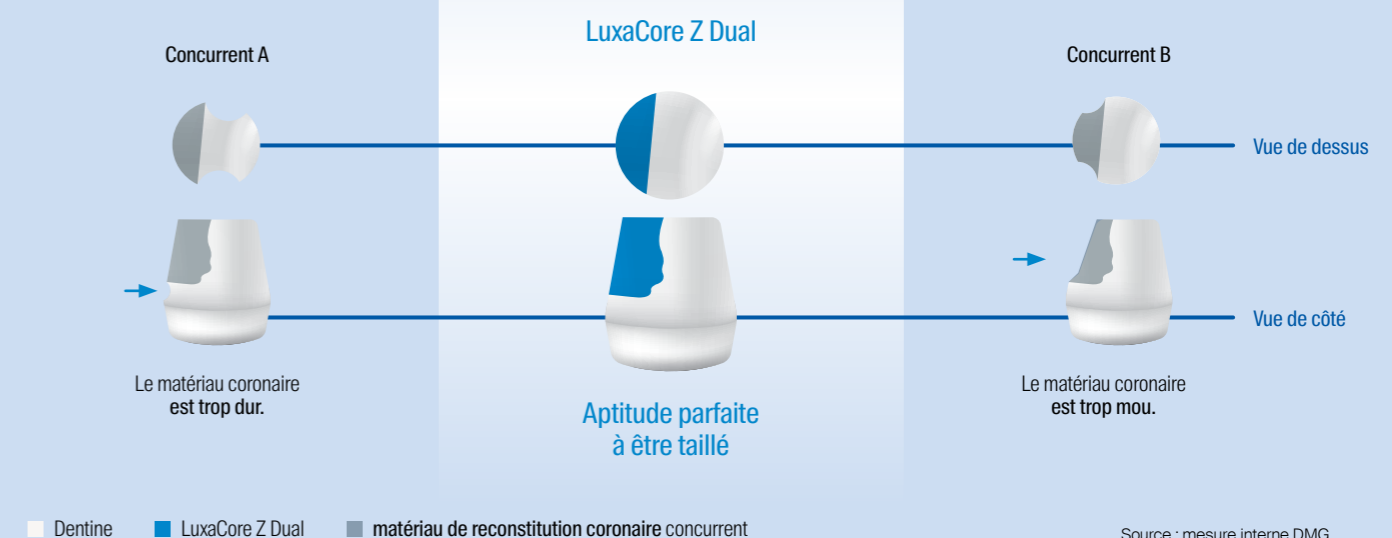 Concurrent A
LuxaCore Z Dual
Concurrent B
Vue de dessus
Vue de côté
Le matériau coronaire
est trop dur.
Aptitude parfaite
à être taillé
Le matériau coronaire
est trop mou.
Dentine
LuxaCore Z Dual
matériau de reconstitution coronaire concurrent
Source : mesure interne DMG